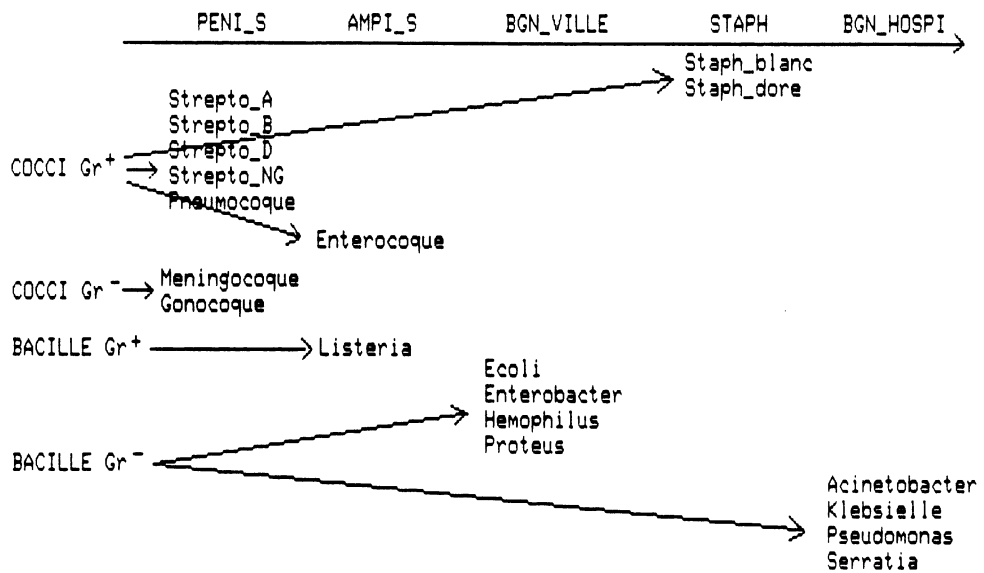 PENI_S AMPI_S BGN_VILLE STAPH BGN_HOSPI
Staph_blanc
Staph_dore
Strepto_A
Strepto_B
Strepto_D
COCCI Gr+
Strepto_NG
Pneumocoque
Enterocoque
COCCI Gr-
Meningocoque
Gonocoque
BACILLE Gr+
Listeria
Ecoli
Enterobacter
Hemophilus
Proteus
BACILLE Gr-
Acinetobacter
Klebsielle
Pseudomonas
Serratia